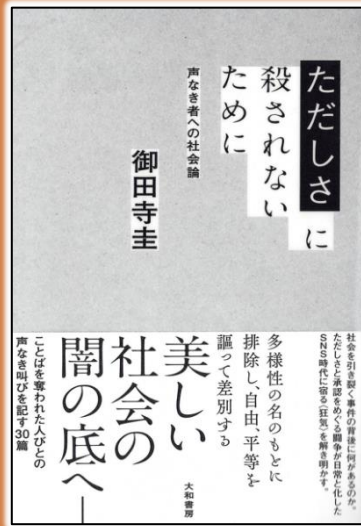 ただしさに
殺されない
ために
声なき者への社会論
御田寺圭
社会を引き裂く事件の背後に何があるのか。
ただしさと承認をめぐる闘争が日常と化した
SNS時代に宿る〈狂気〉を解き明かす。
多様性の名のもとに
排除し、自由、平等を
謳って差別する
美しい
社会の
闇の底へ―
ことばを奪われた人びとの
声なき叫びを記す30篇
大和書房